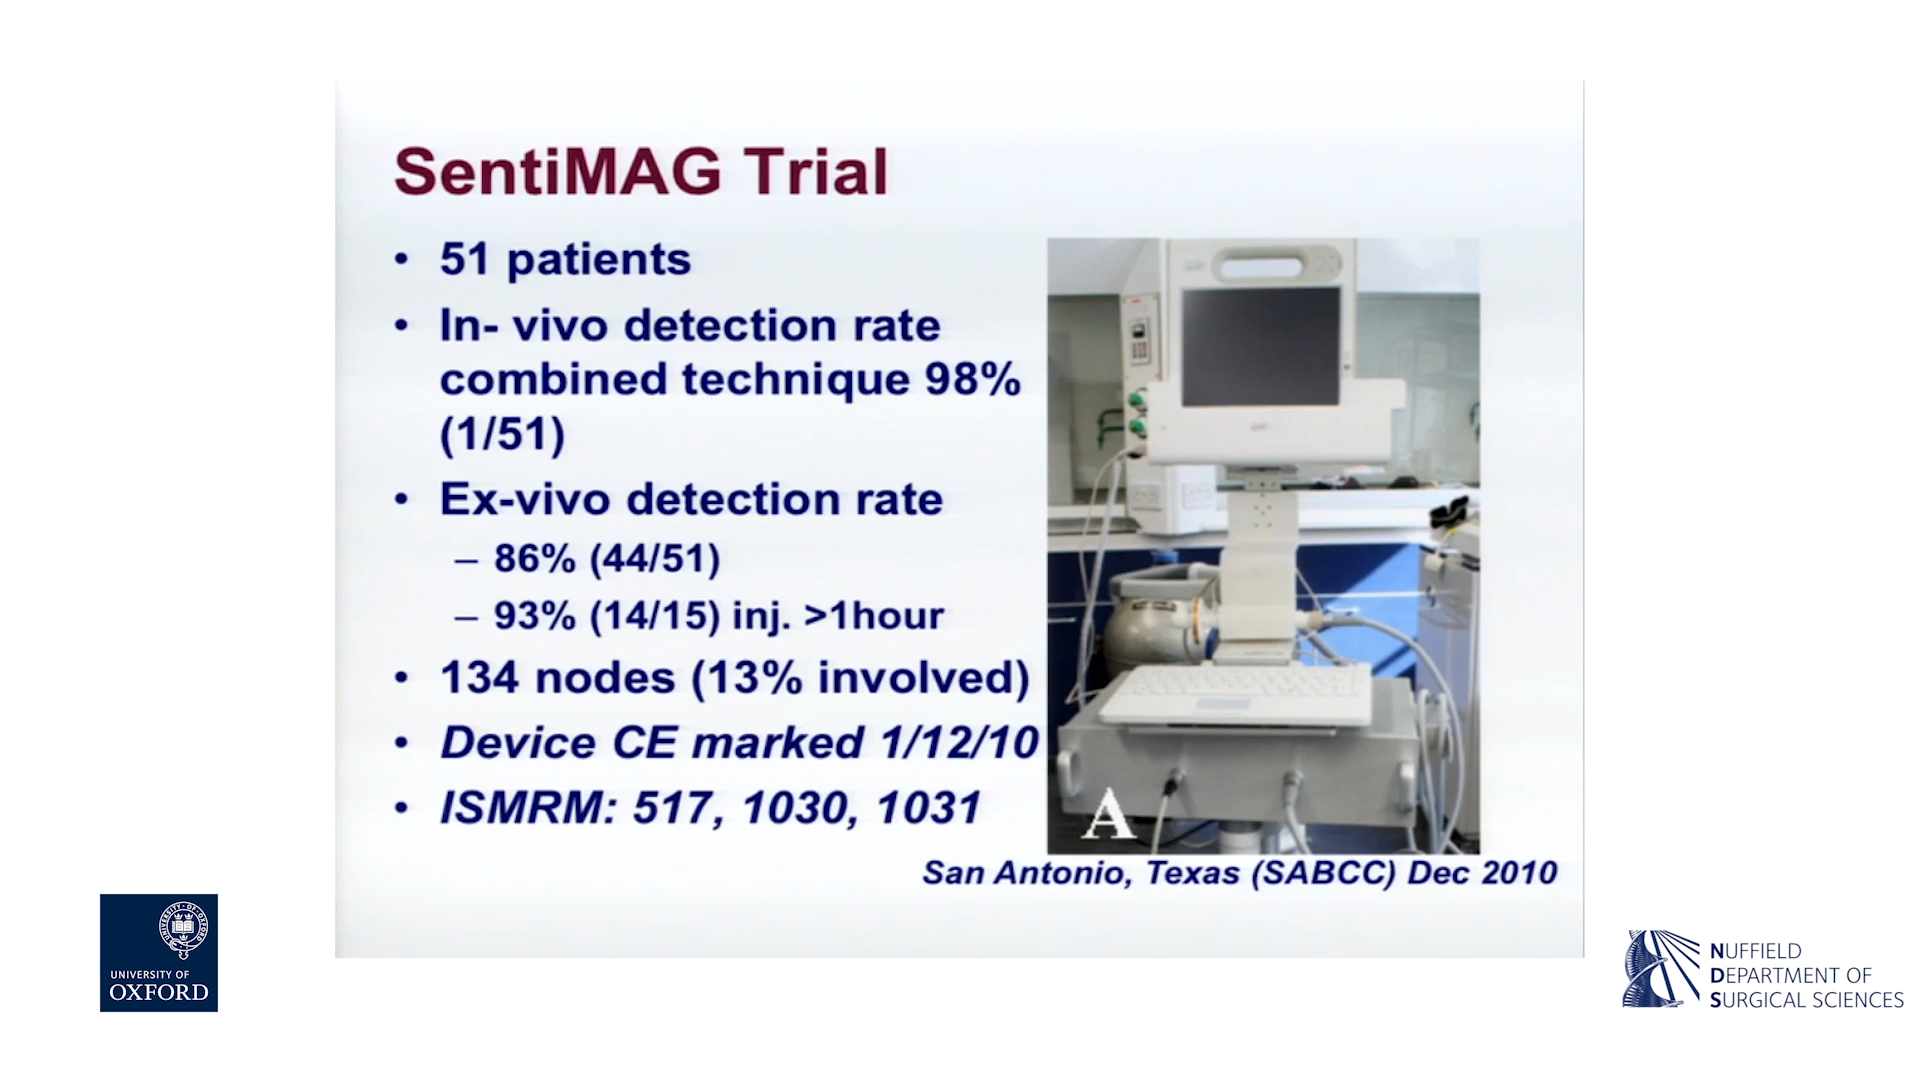 SentiMAG Trial
• 51 patients
• In- vivo detection rate
combined technique 98%
(1/51)
• Ex-vivo detection rate
– 86% (44/51)
– 93% (14/15) inj. >1hour
• 134 nodes (13% involved)
• Device CE marked 1/12/10
• ISMRM: 517, 1030, 1031
A
San Antonio, Texas (SABCC) Dec 2010
UNIVERSITY OF
OXFORD
NUFFIELD
DEPARTMENT OF
SURGICAL SCIENCES